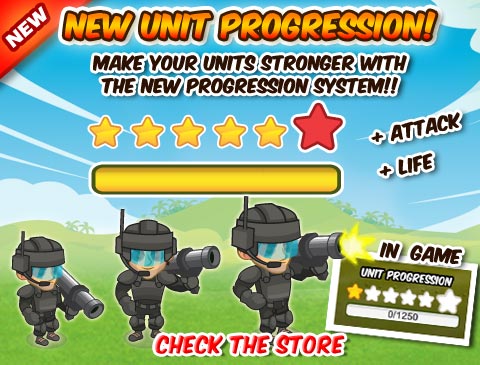 NEW
NEW UNIT PROGRESSION!
MAKE YOUR UNITS STRONGER WITH
THE NEW PROGRESSION SYSTEM!!
+ ATTACK
+ LIFE
IN GAME
UNIT PROGRESSION
0/1250
CHECK THE STORE